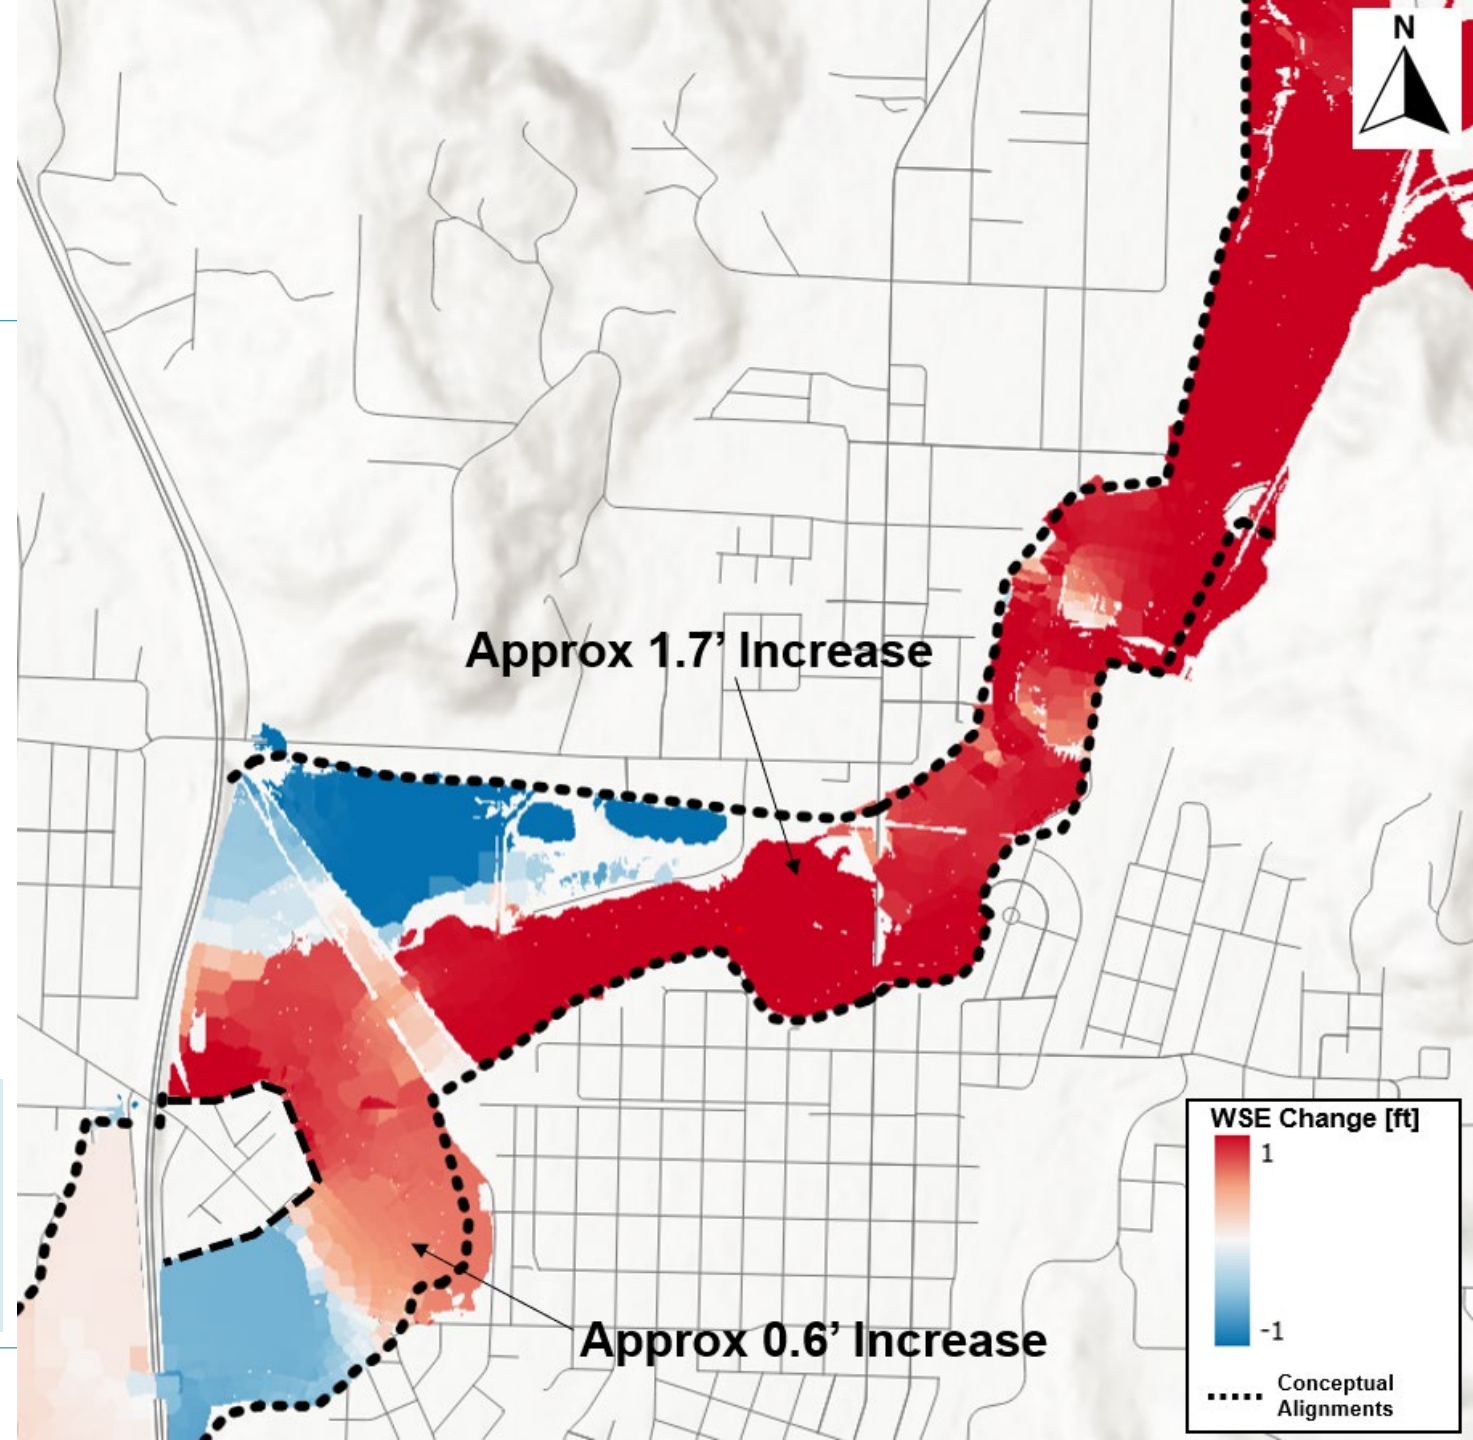 N
Approx 1.7’ Increase
Approx 0.6’ Increase
WSE Change [ft]
1
-1
Conceptual
Alignments